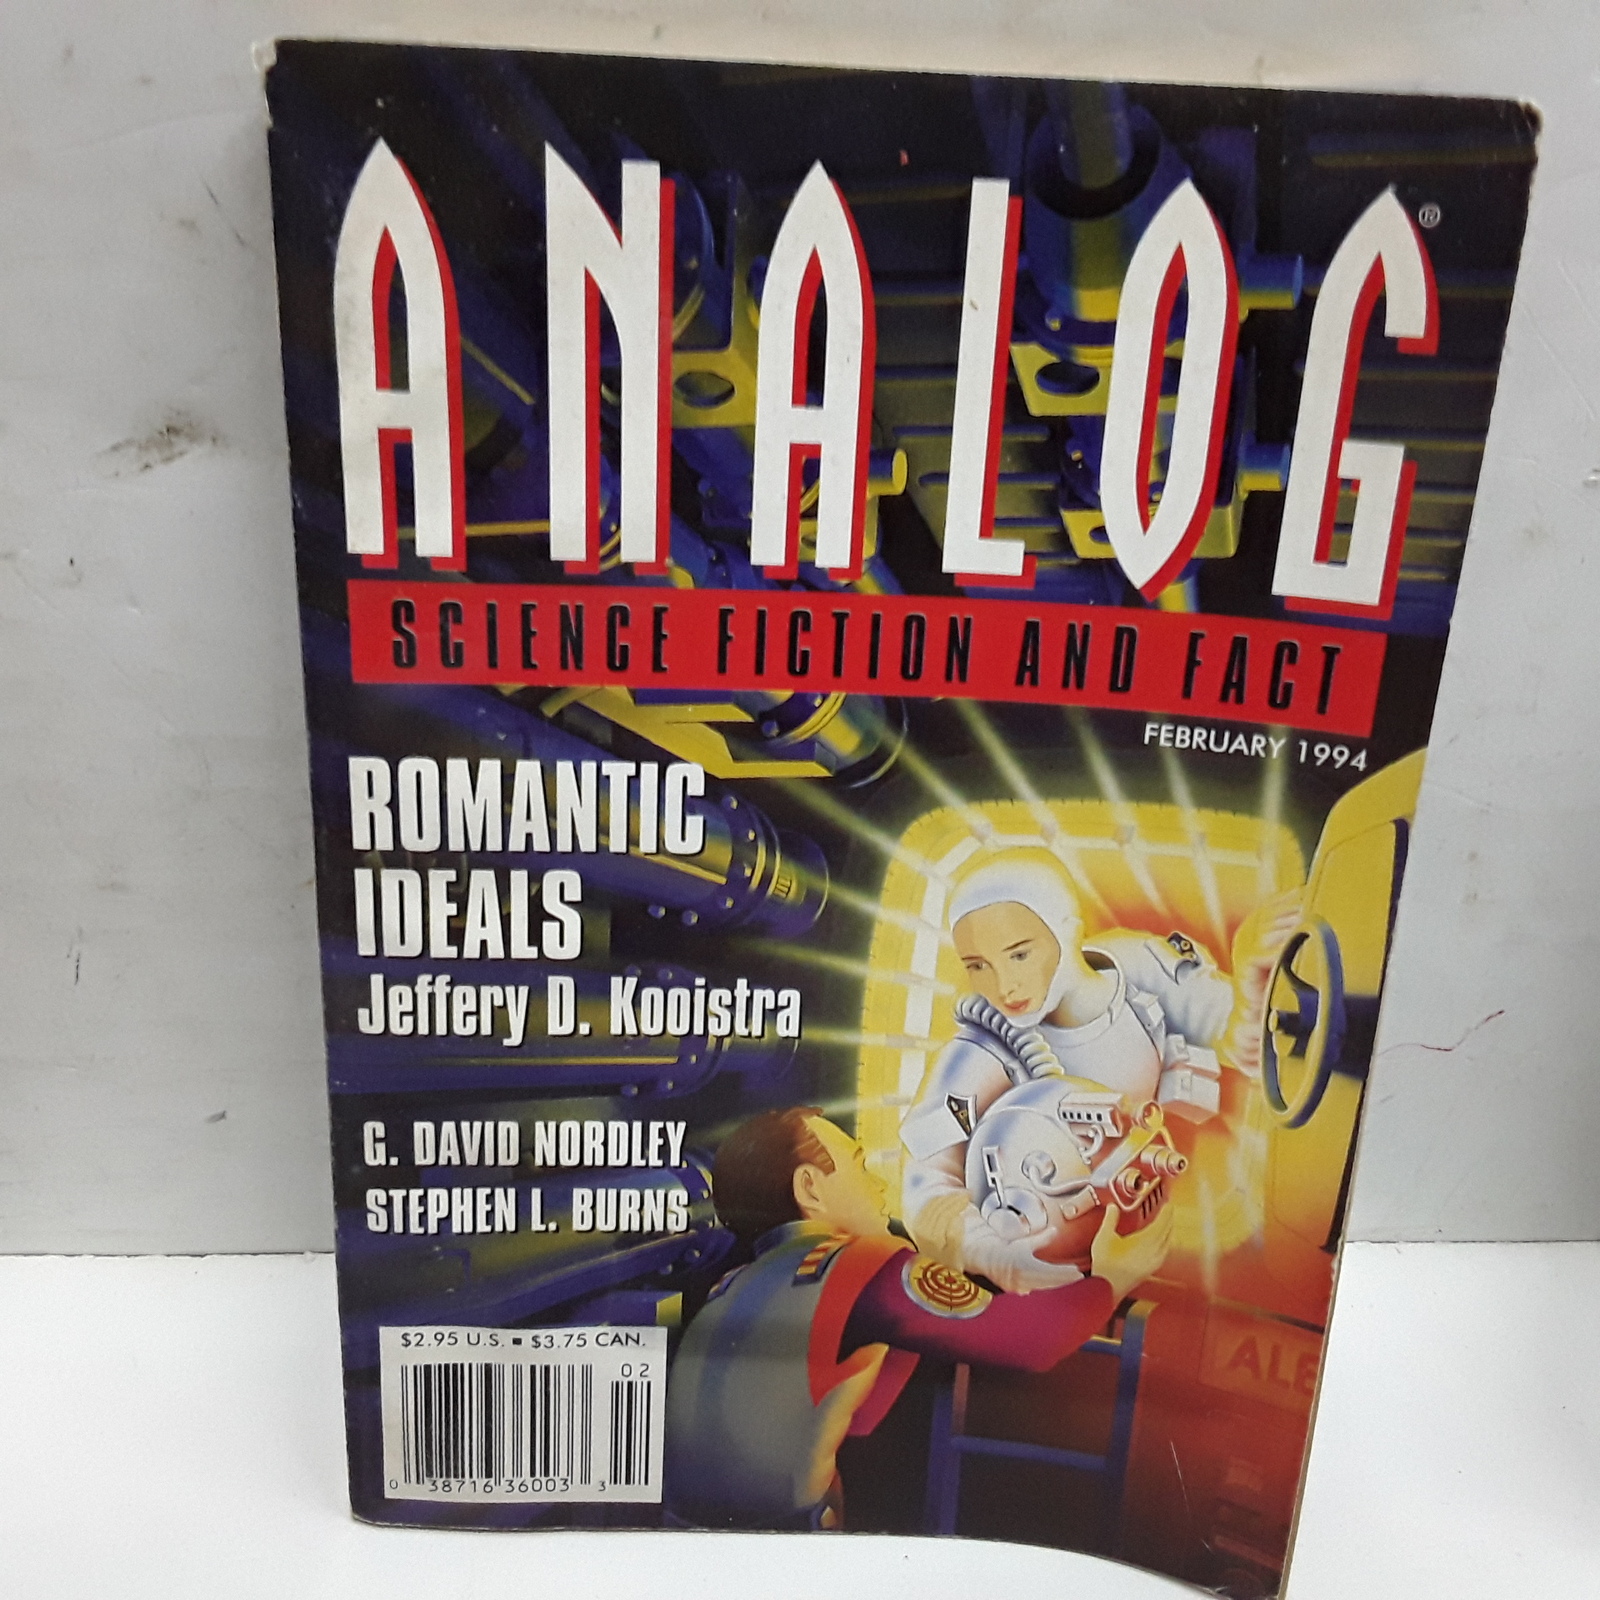 ANALOG®
SCIENCE FICTION AND FACT
FEBRUARY 1994
ROMANTIC
IDEALS
Jeffery D. Kooistra
G. DAVID NORDLEY
STEPHEN L. BURNS
$2.95 U.S. ■ $3.75 CAN.
02
0 38716 36003 3
ALE